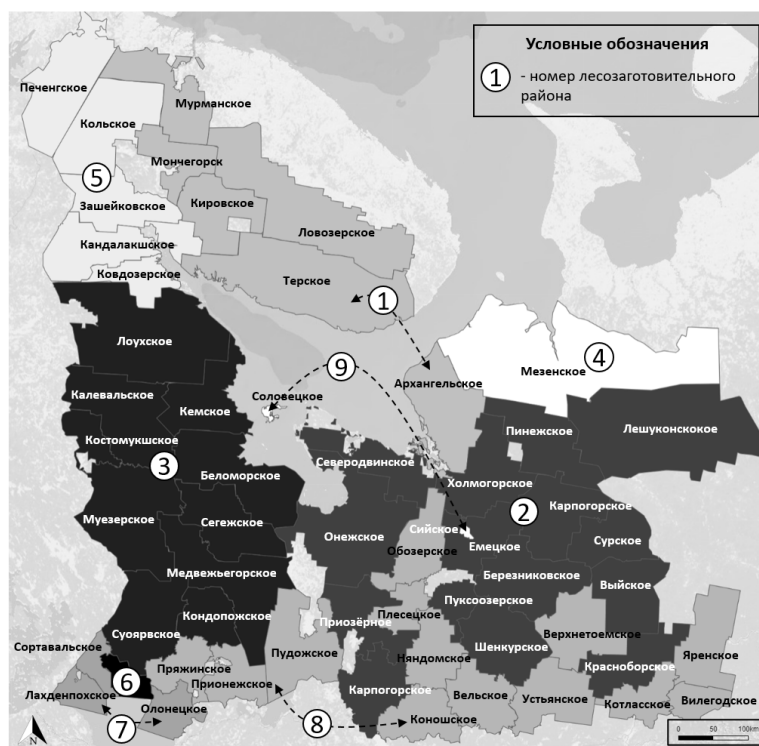 Условные обозначения
1 - номер лесозаготовительного
района
Печенгское
Мурманское
Кольское
Мончегорск
5
Зашейковское
Кировское
Ловозерское
Кандалакшское
Ковдозерское
Терское
1
Лоухское
9
Мезенское
4
Архангельское
Соловецкое
Калевальское
Кемское
Пинежское
Лешуконскокое
Костомукшское
3
Северодвинское
Беломорское
Холмогорское
Карпогорское
2
Муезерское
Сегежское
Онежское
Сийское
Обозерское
Емецкое
Сурское
Медвежьегорское
Березниковское
Выйское
Пуксоозерское
Кондопожское
Плесецкое
Приозёрное
Суоярвское
Верхнетоемское
Шенкурское
Сортавальское
Пряжинское
Пудожское
Няндомское
Яренское
Красноборское
6
Прионежское
Карпогорское
Вельское
Устьянское
Лахденпохское
Олонецкое
Котласское
Вилегодское
7
8
Коношское
0 50 100km